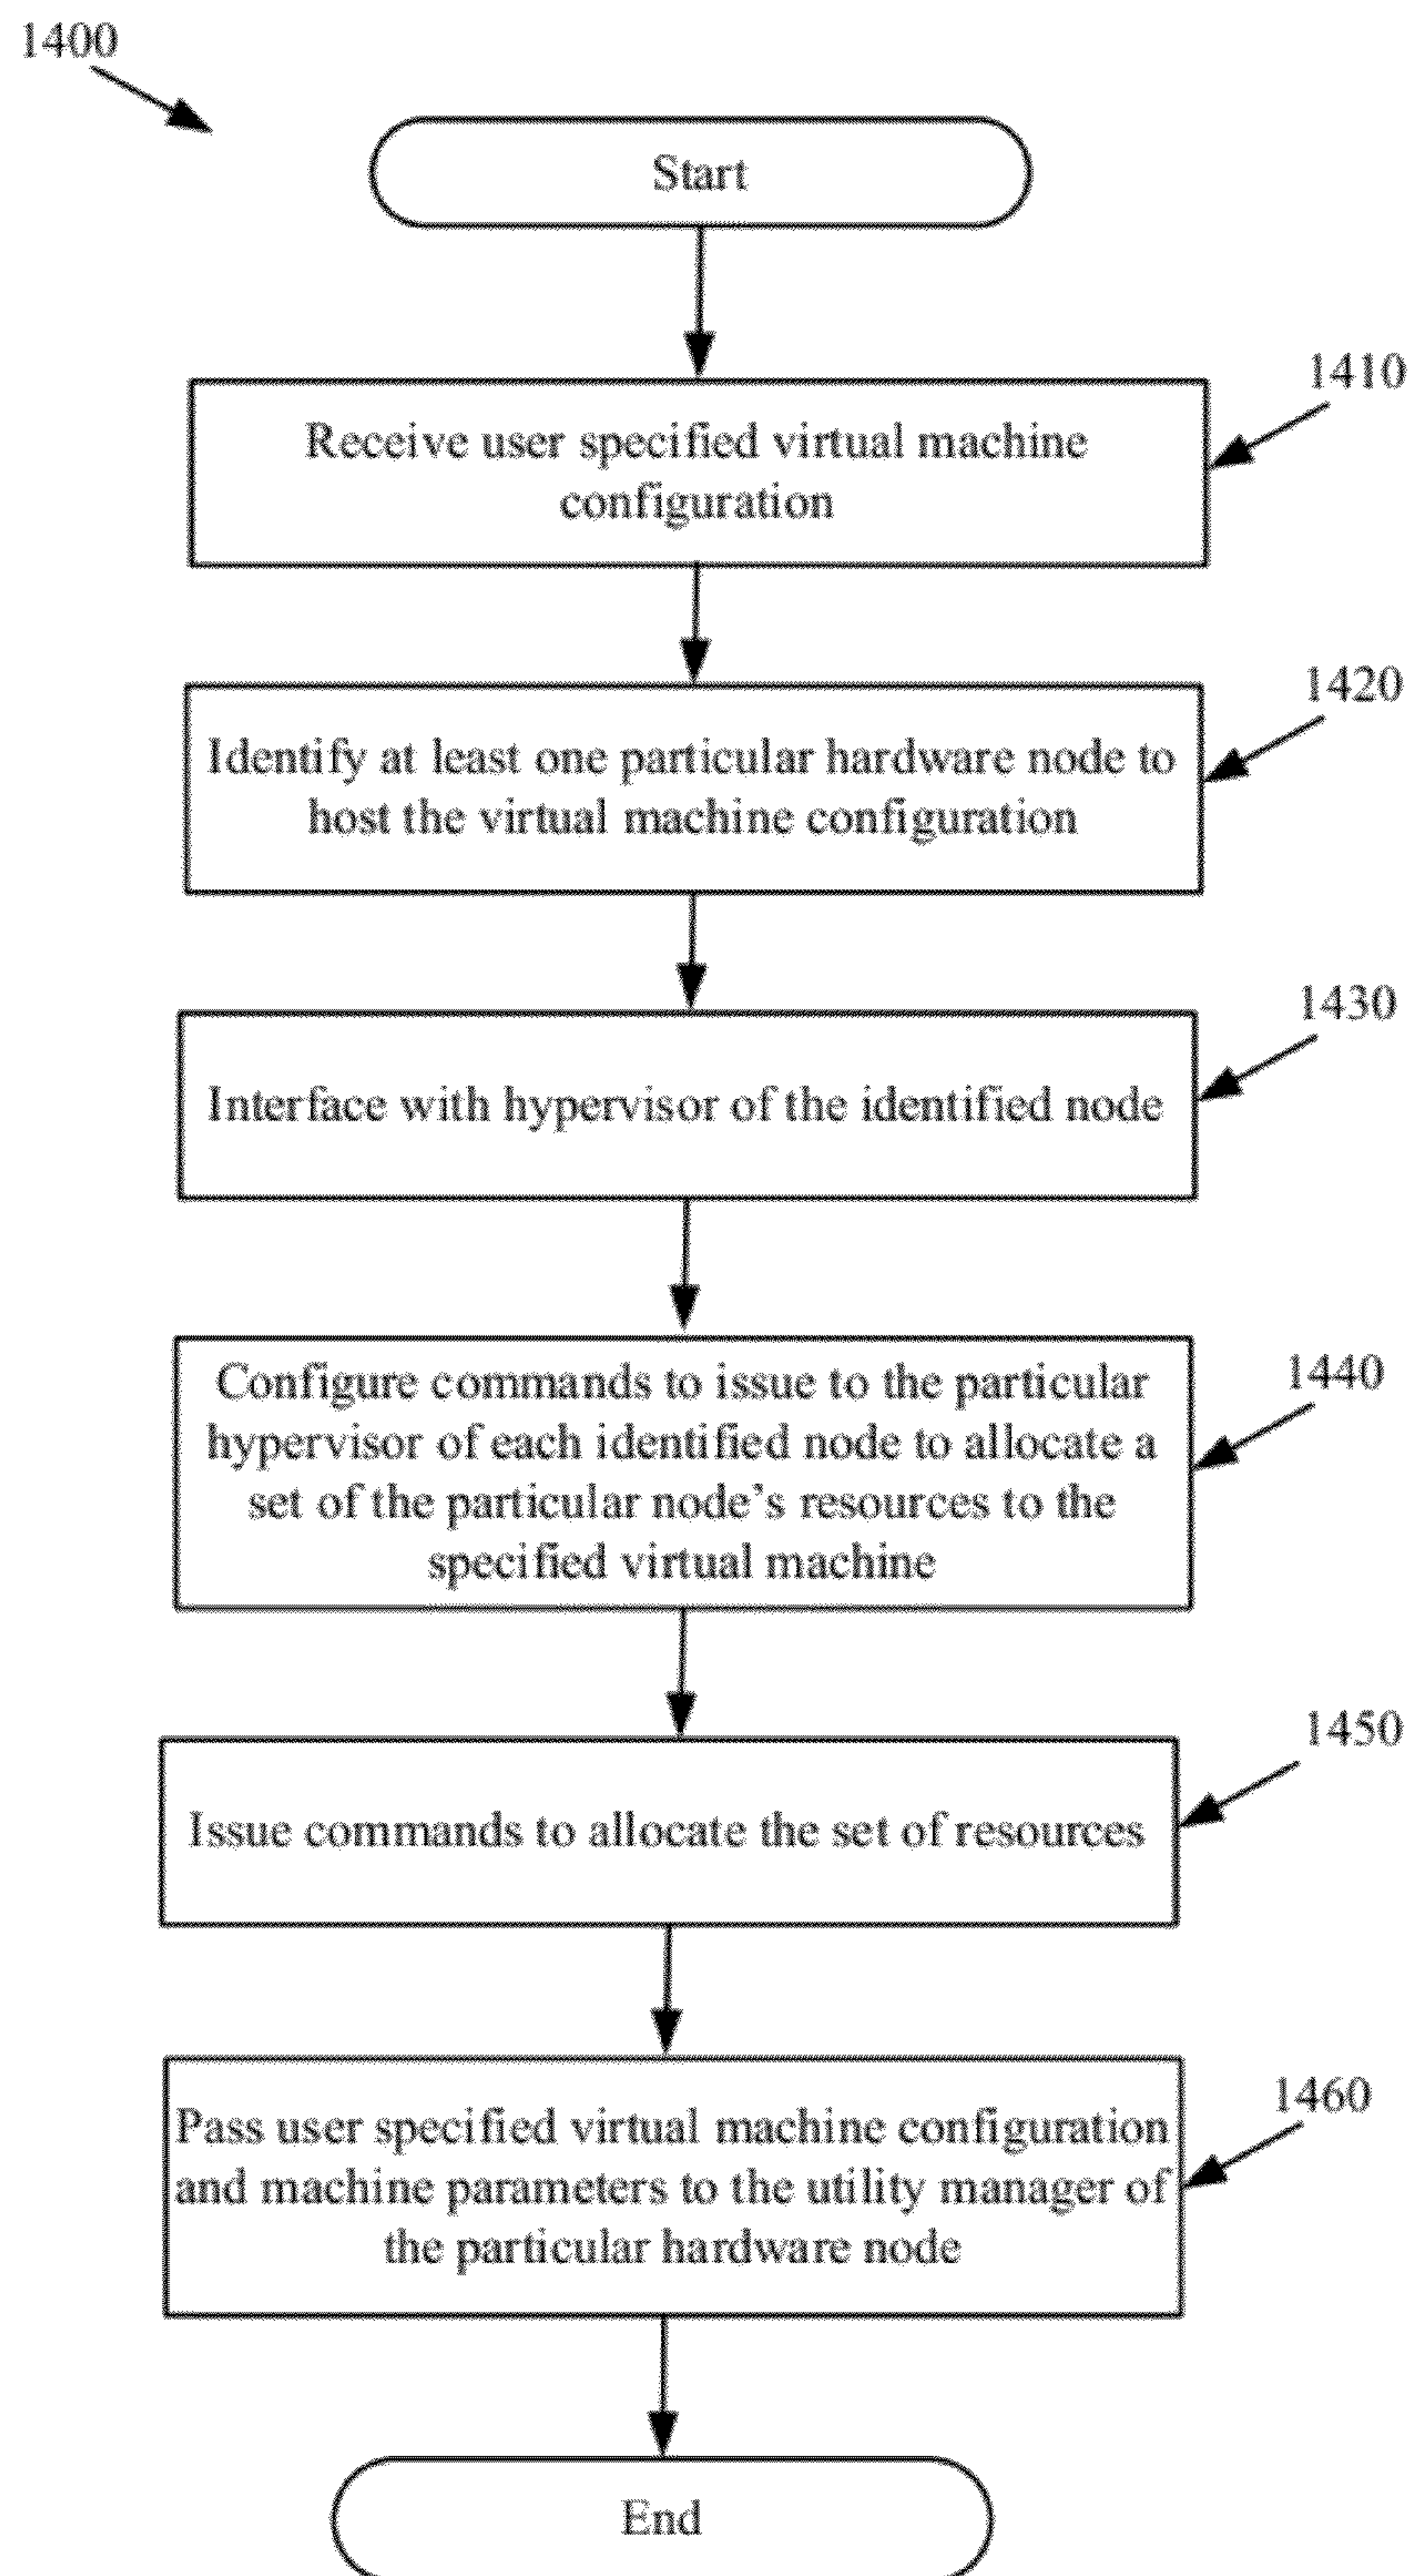 1400
Start
1410
Receive user specified virtual machine
configuration
1420
Identify at least one particular hardware node to
host the virtual machine configuration
1430
Interface with hypervisor of the identified node
1440
Configure commands to issue to the particular
hypervisor of each identified node to allocate a
set of the particular node’s resources to the
specified virtual machine
1450
Issue commands to allocate the set of resources
1460
Pass user specified virtual machine configuration
and machine parameters to the utility manager of
the particular hardware node
End